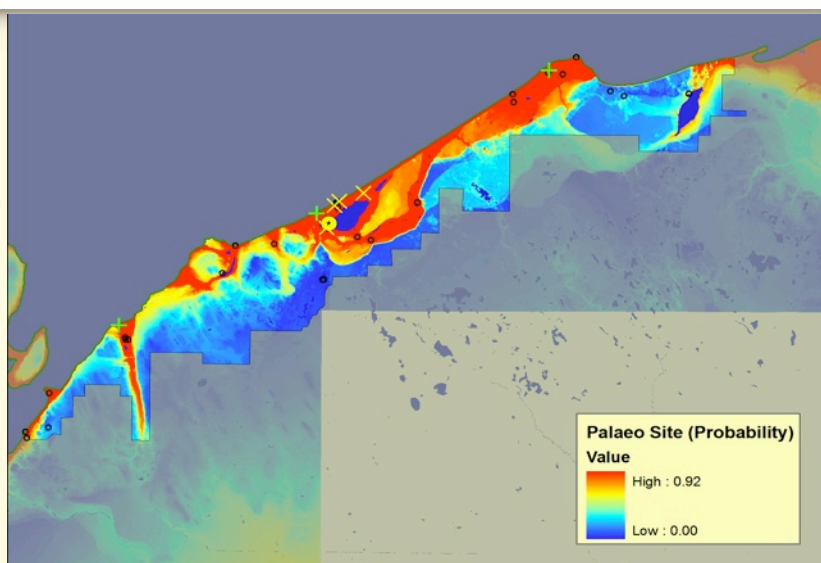 Palaeo Site (Probability)
Value
High : 0.92
Low : 0.00